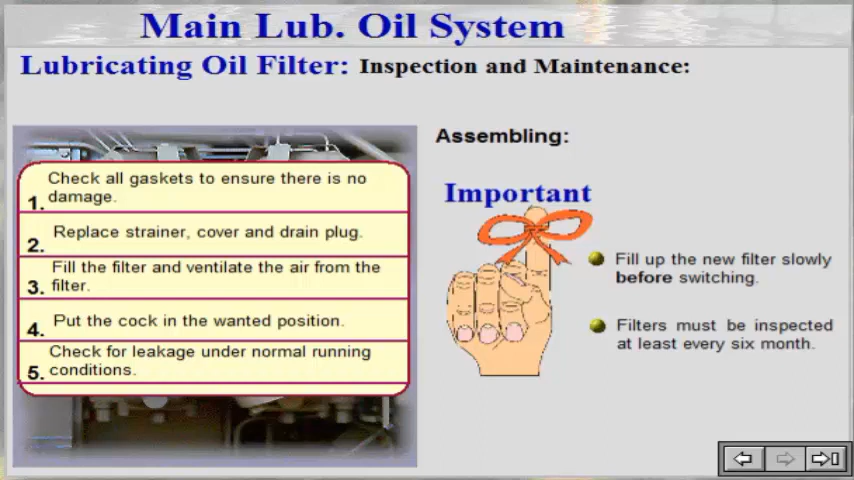 Main Lub. Oil System
Lubricating Oil Filter: Inspection and Maintenance:
Assembling:
1. Check all gaskets to ensure there is no
damage.
2. Replace strainer, cover and drain plug.
3. Fill the filter and ventilate the air from the
filter.
4. Put the cock in the wanted position.
5. Check for leakage under normal running
conditions.
Important
Fill up the new filter slowly
before switching.
Filters must be inspected
at least every six month.